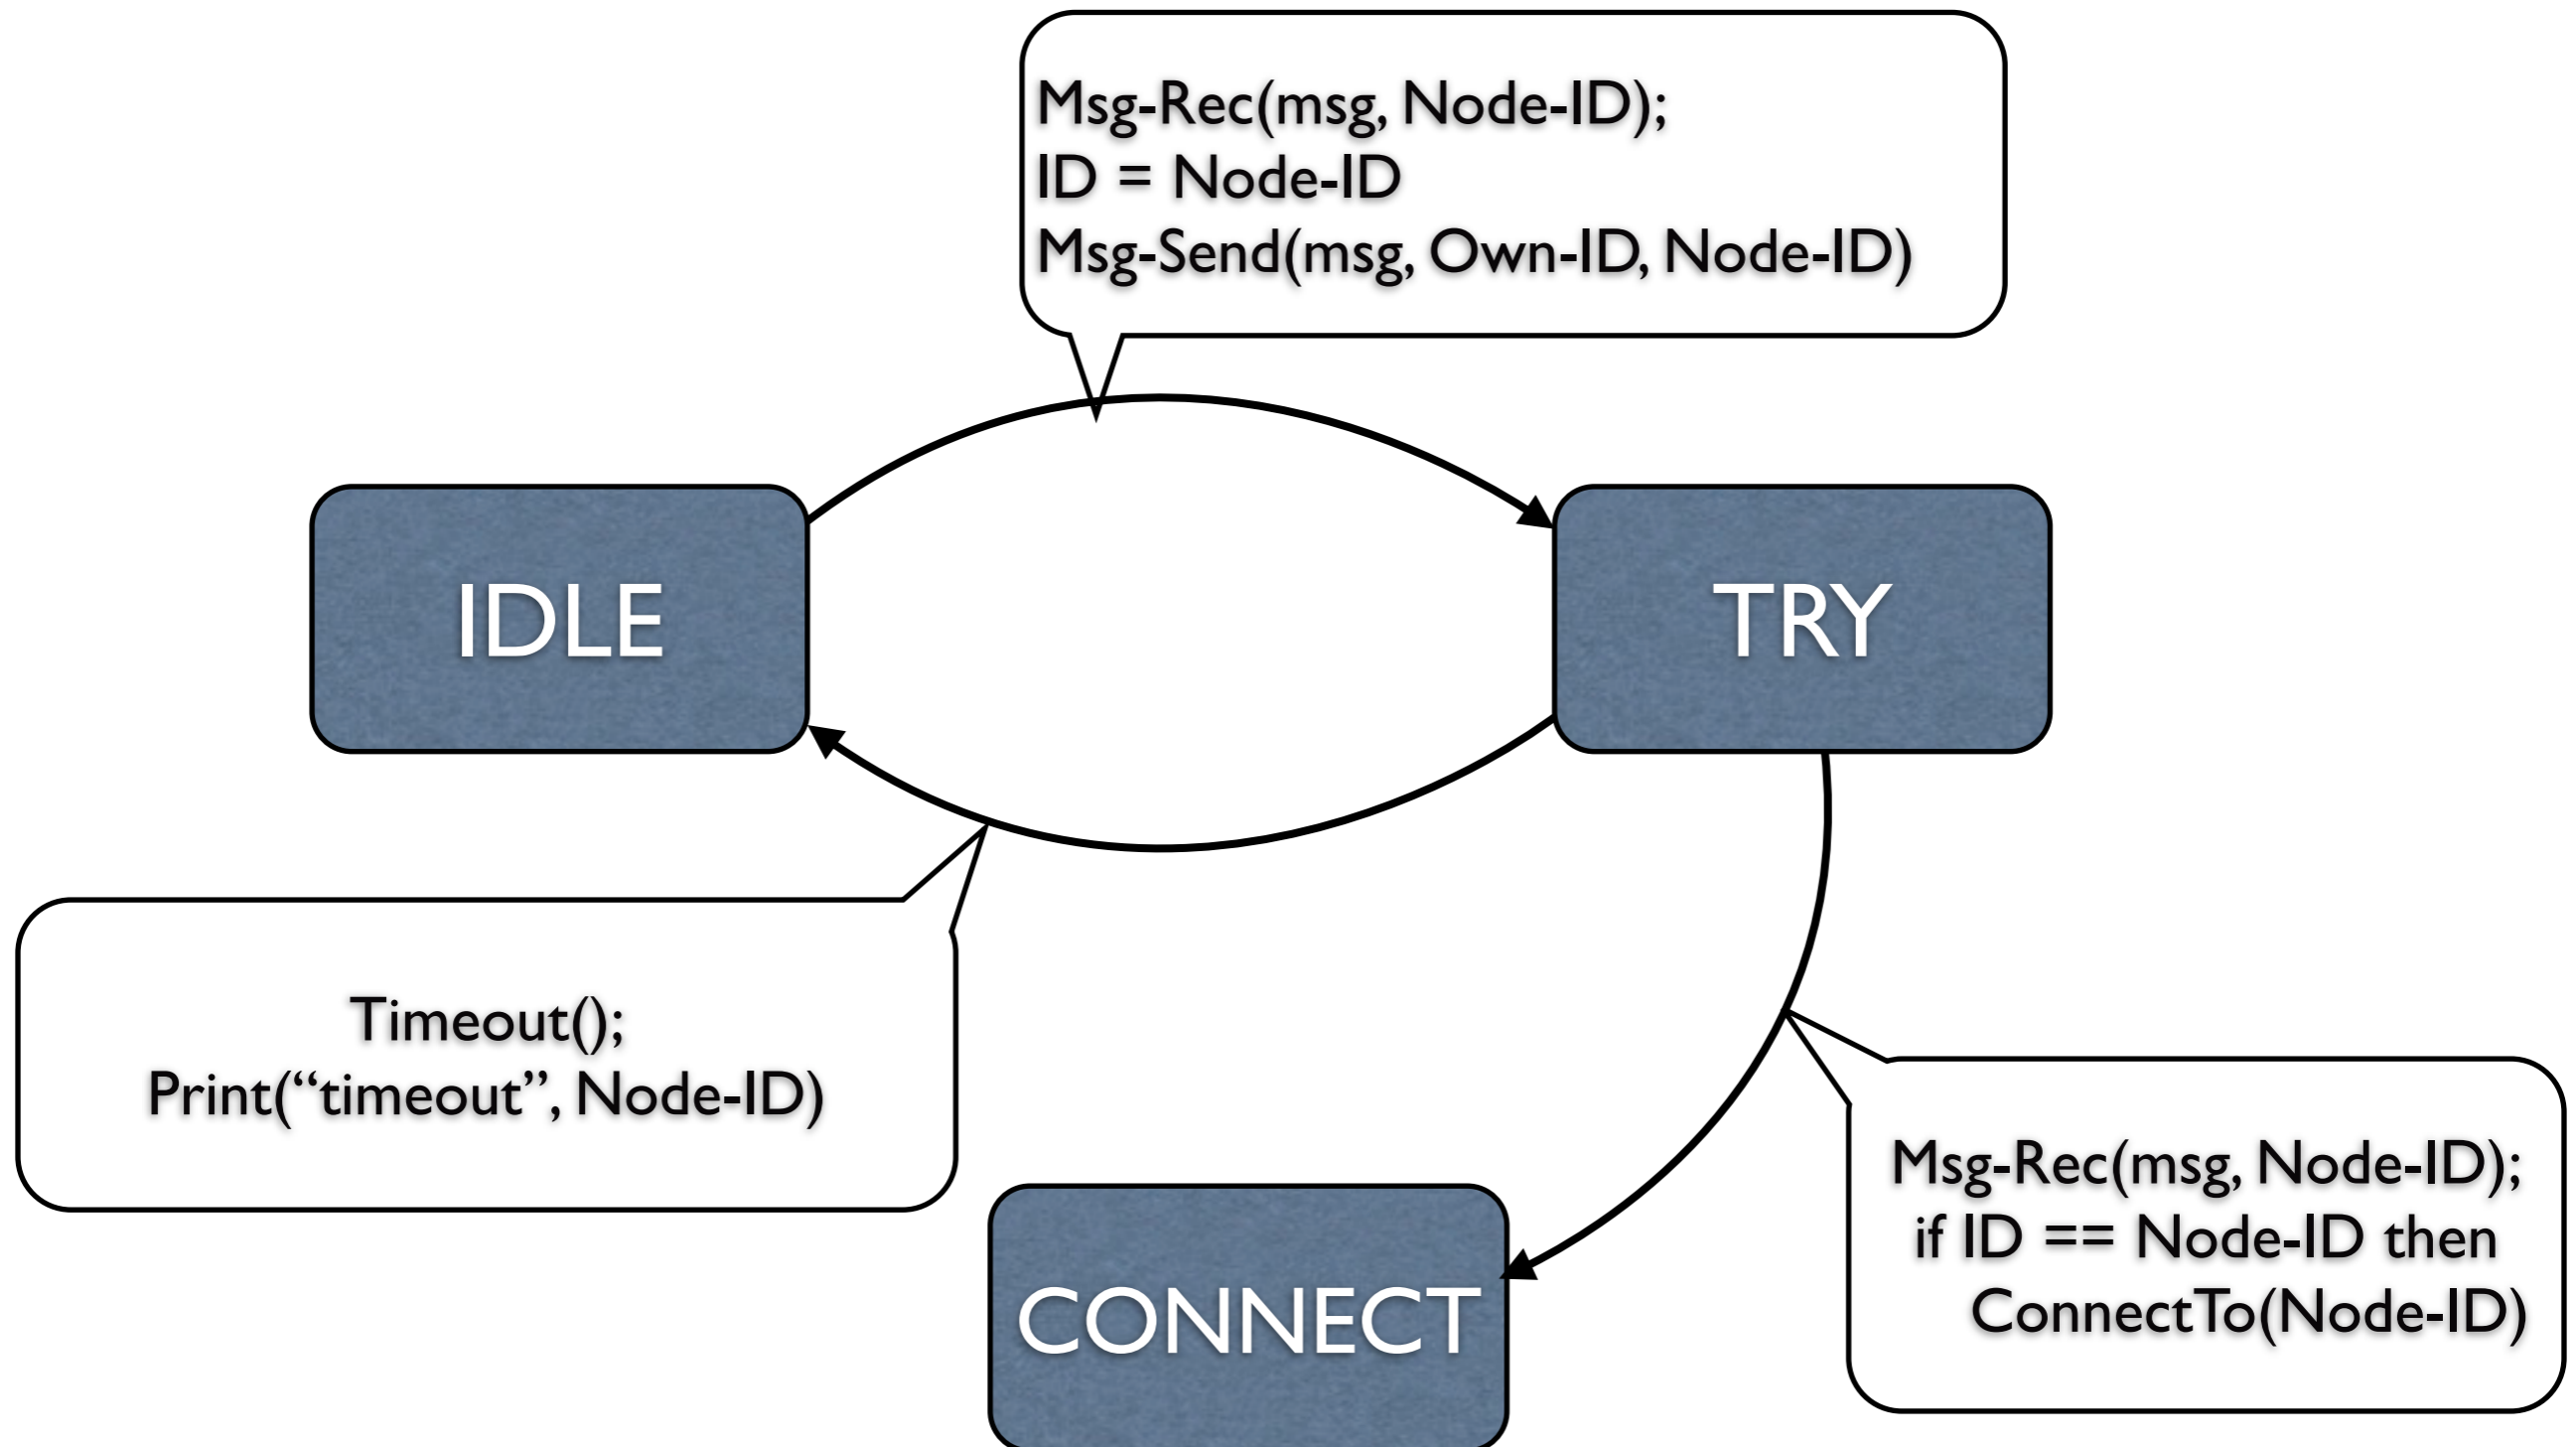 Msg-Rec(msg, Node-ID);
ID = Node-ID
Msg-Send(msg, Own-ID, Node-ID)
IDLE
TRY
Timeout();
Print(“timeout”, Node-ID)
Msg-Rec(msg, Node-ID);
if ID == Node-ID then
ConnectTo(Node-ID)
CONNECT